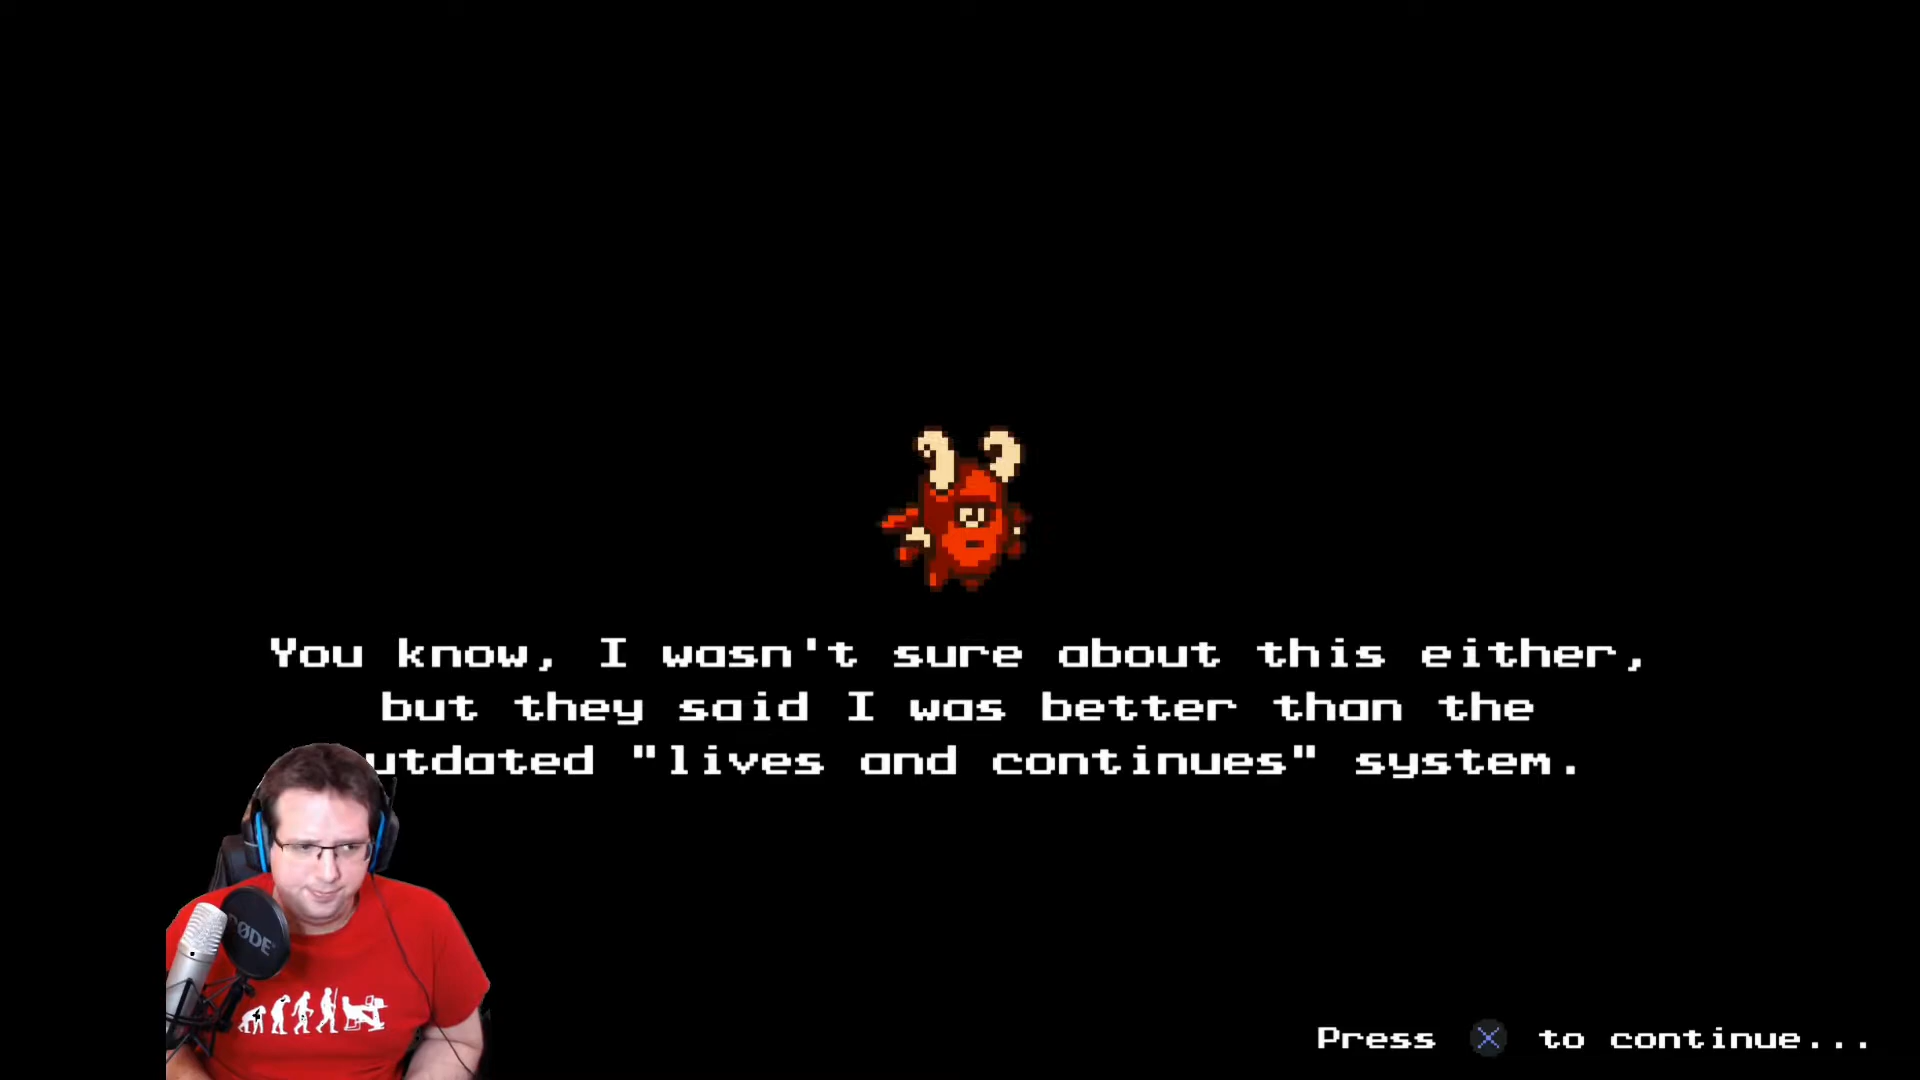 You know, I wasn't sure about this either,
but they said I was better than the
utdated "lives and continues" system.
RØDE
Press X to continue...